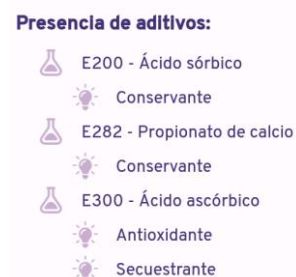 Presencia de aditivos:
E200 - Ácido sórbico
Conservante
E282 - Propionato de calcio
Conservante
E300 - Ácido ascórbico
Antioxidante
Secuestrante